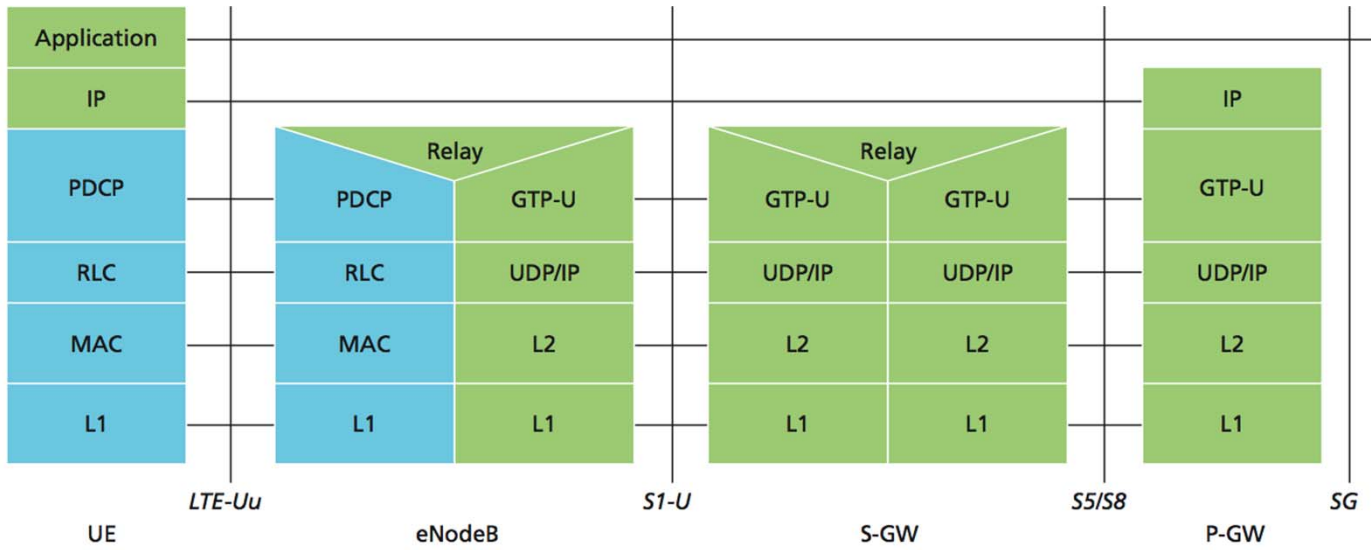 Application
IP
IP
Relay
Relay
PDCP
PDCP
GTP-U
GTP-U
GTP-U
GTP-U
RLC
RLC
UDP/IP
UDP/IP
UDP/IP
UDP/IP
MAC
MAC
L2
L2
L2
L2
L1
L1
L1
L1
L1
L1
LTE-Uu
S1-U
S5/S8
SG
UE
eNodeB
S-GW
P-GW